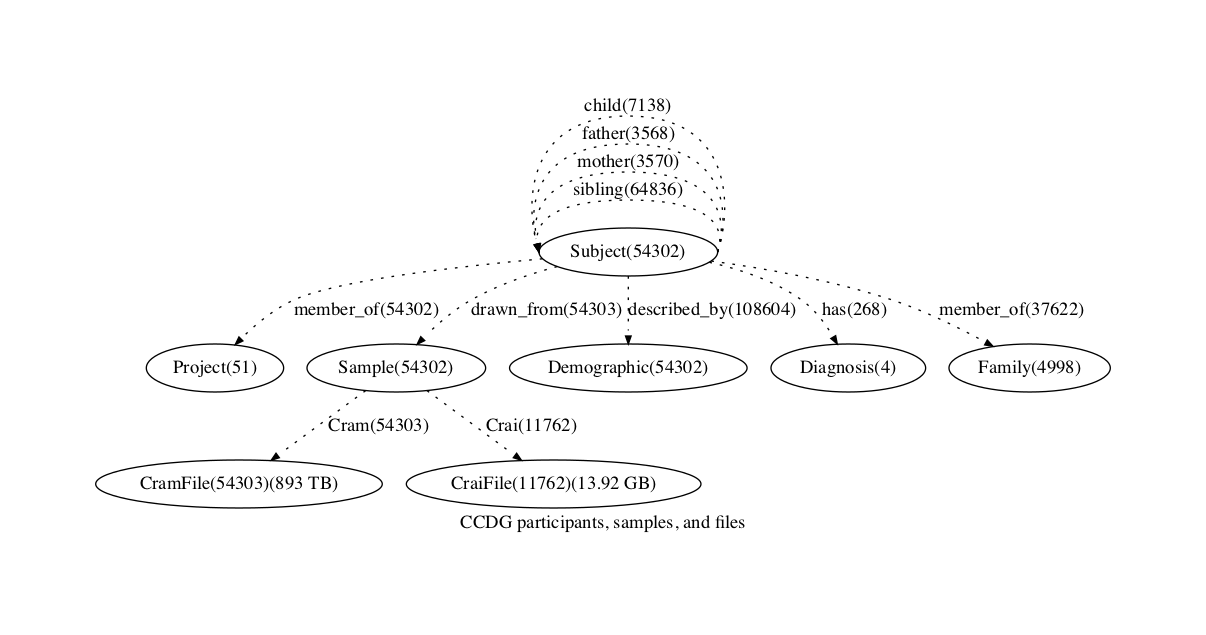 child(7138)
father(3568)
mother(3570)
sibling(64836)
Subject(54302)
member_of(54302)
drawn_from(54303)
described_by(108604)
has(268)
member_of(37622)
Project(51)
Sample(54302)
Demographic(54302)
Diagnosis(4)
Family(4998)
Cram(54303)
Crai(11762)
CramFile(54303)(893 TB)
CraiFile(11762)(13.92 GB)
CCDG participants, samples, and files